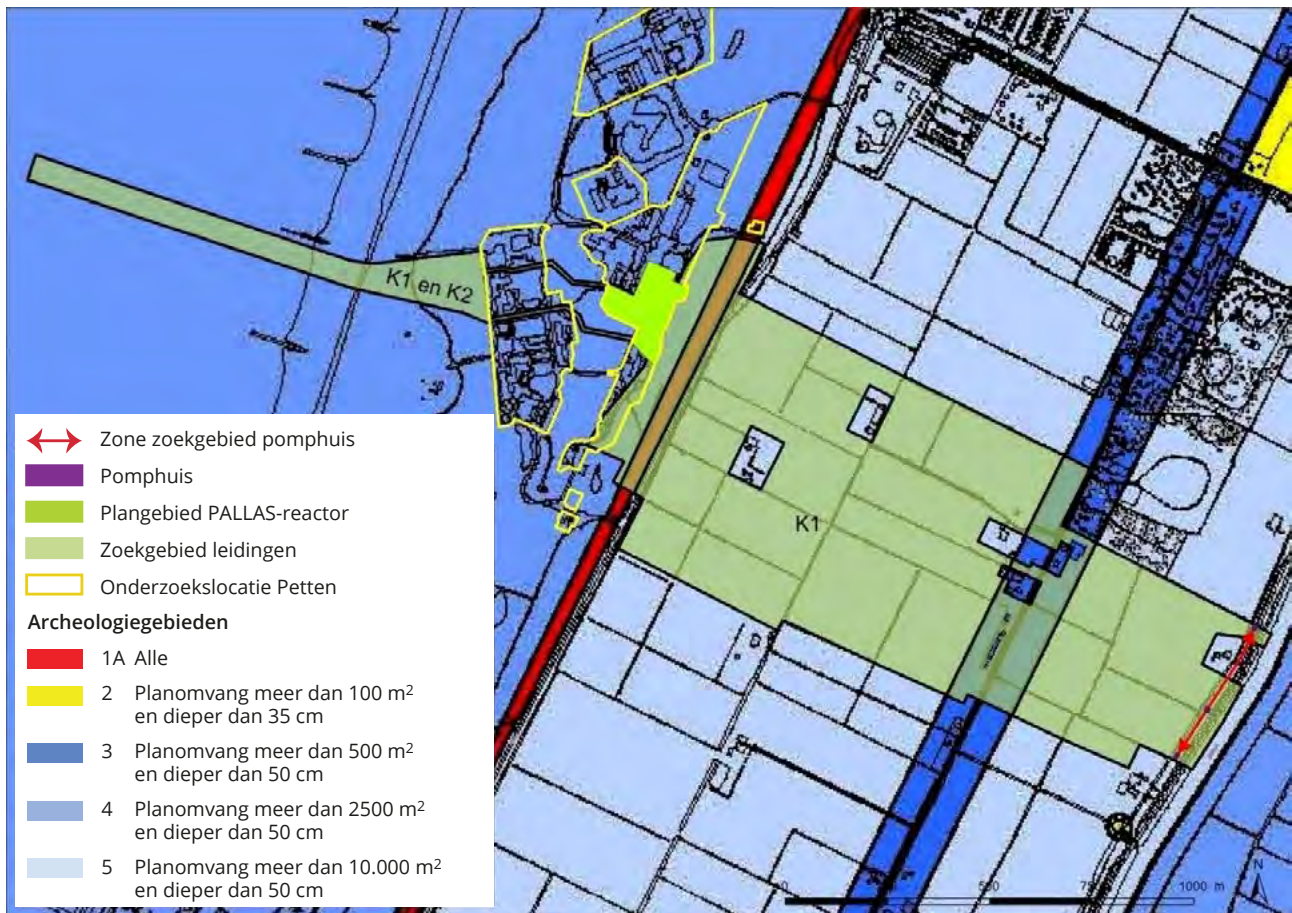 K1 en K2
K1
Zone zoekgebied pomphuis
Pomphuis
Plangebied PALLAS-reactor
Zoekgebied leidingen
Onderzoekslocatie Petten
Archeologiegebieden
1A Alle
2 Planomvang meer dan 100 m²
en dieper dan 35 cm
3 Planomvang meer dan 500 m²
en dieper dan 50 cm
4 Planomvang meer dan 2500 m²
en dieper dan 50 cm
5 Planomvang meer dan 10.000 m²
en dieper dan 50 cm
N
0 500 750 1000 m